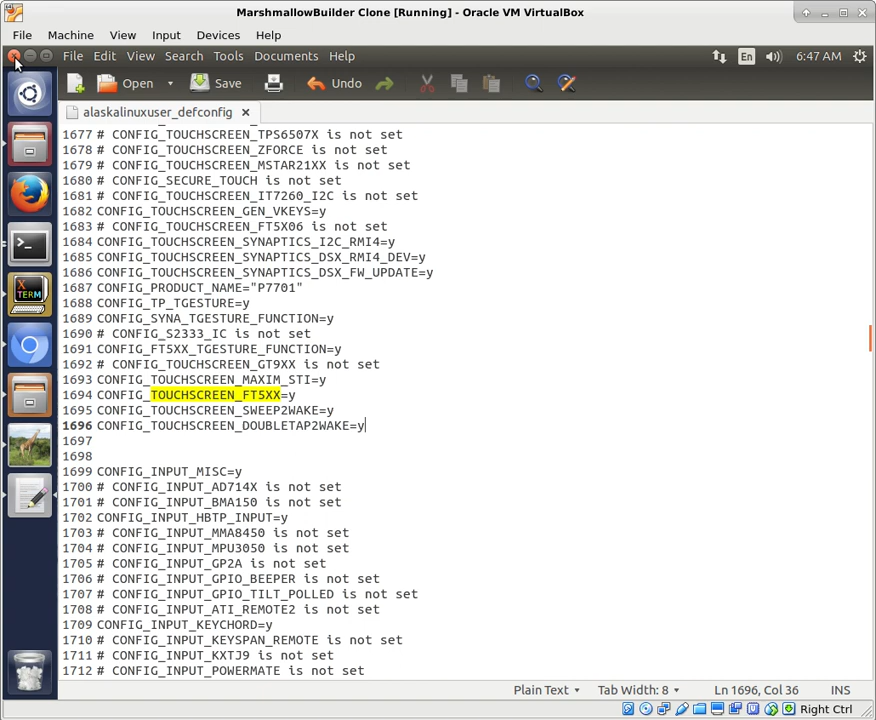 MarshmallowBuilder Clone [Running] - Oracle VM VirtualBox
File Machine View Input Devices Help
File Edit View Search Tools Documents Help En 6:47 AM
Open Save Undo
alaskalinuxuser_defconfig
1677 # CONFIG_TOUCHSCREEN_TPS6507X is not set
1678 # CONFIG_TOUCHSCREEN_ZFORCE is not set
1679 # CONFIG_TOUCHSCREEN_MSTAR21XX is not set
1680 # CONFIG_SECURE_TOUCH is not set
1681 # CONFIG_TOUCHSCREEN_IT7260_I2C is not set
1682 CONFIG_TOUCHSCREEN_GEN_VKEYS=y
1683 # CONFIG_TOUCHSCREEN_FT5X06 is not set
1684 CONFIG_TOUCHSCREEN_SYNAPTICS_I2C_RMI4=y
1685 CONFIG_TOUCHSCREEN_SYNAPTICS_DSX_RMI4_DEV=y
1686 CONFIG_TOUCHSCREEN_SYNAPTICS_DSX_FW_UPDATE=y
1687 CONFIG_PRODUCT_NAME="P7701"
1688 CONFIG_TP_TGESTURE=y
1689 CONFIG_SYNA_TGESTURE_FUNCTION=y
1690 # CONFIG_S2333_IC is not set
1691 CONFIG_FT5XX_TGESTURE_FUNCTION=y
1692 # CONFIG_TOUCHSCREEN_GT9XX is not set
1693 CONFIG_TOUCHSCREEN_MAXIM_STI=y
1694 CONFIG_TOUCHSCREEN_FT5XX=y
1695 CONFIG_TOUCHSCREEN_SWEEP2WAKE=y
1696 CONFIG_TOUCHSCREEN_DOUBLETAP2WAKE=y
1697
1698
1699 CONFIG_INPUT_MISC=y
1700 # CONFIG_INPUT_AD714X is not set
1701 # CONFIG_INPUT_BMA150 is not set
1702 CONFIG_INPUT_HBTP_INPUT=y
1703 # CONFIG_INPUT_MMA8450 is not set
1704 # CONFIG_INPUT_MPU3050 is not set
1705 # CONFIG_INPUT_GP2A is not set
1706 # CONFIG_INPUT_GPIO_BEEPER is not set
1707 # CONFIG_INPUT_GPIO_TILT_POLLED is not set
1708 # CONFIG_INPUT_ATI_REMOTE2 is not set
1709 CONFIG_INPUT_KEYCHORD=y
1710 # CONFIG_INPUT_KEYSPAN_REMOTE is not set
1711 # CONFIG_INPUT_KXTJ9 is not set
1712 # CONFIG_INPUT_POWERMATE is not set
X TERM
Plain Text Tab Width: 8 Ln 1696, Col 36 INS
Right Ctrl